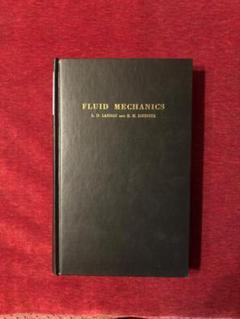 FLUID MECHANICS
L. D. LANDAU AND E. M. LIFSHITZ